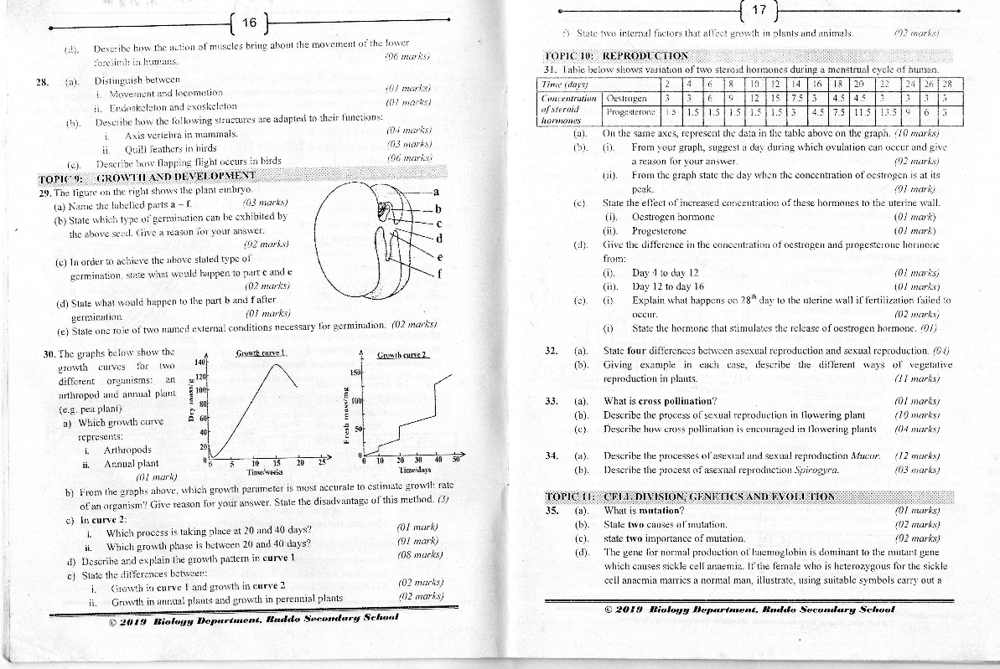 16
(d). Describe how the action of muscles bring about the movement of the lower
forelimb in humans. (06 marks)
28. (a). Distinguish between
i. Movement and locomotion (01 marks)
ii. Endoskeleton and exoskeleton (01 marks)
(b). Describe how the following structures are adapted to their functions:
i. Axis vertebra in mammals. (04 marks)
ii. Quill feathers in birds (03 marks)
(c). Describe how flapping flight occurs in birds (06 marks)
TOPIC 9: GROWTH AND DEVELOPMENT
29. The figure on the right shows the plant embryo.
(a) Name the labelled parts a – f. (03 marks)
(b) State which type of germination can be exhibited by
the above seed. Give a reason for your answer.
(02 marks)
(c) In order to achieve the above stated type of
germination, state what would happen to part c and e
(02 marks)
(d) State what would happen to the part b and f after
germination (01 marks)
(e) State one role of two named external conditions necessary for germination. (02 marks)
a
b
c
d
e
f
30. The graphs below show the
growth curves for two
different organisms: an
arthropod and annual plant
(e.g. pea plant)
a) Which growth curve
represents:
i. Arthropods
ii. Annual plant
(01 mark)
Growth curve 1
Dry mass/g
140
120
100
80
60
40
20
0
0 5 10 15 20 25
Time/weeks
Growth curve 2
Fresh mass/mg
150
100
50
0
0 10 20 30 40 50
Time/days
b) From the graphs above, which growth parameter is most accurate to estimate growth rate
of an organism? Give reason for your answer. State the disadvantage of this method. (3)
c) In curve 2:
i. Which process is taking place at 20 and 40 days? (01 mark)
ii. Which growth phase is between 20 and 40 days? (01 mark)
d) Describe and explain the growth pattern in curve 1 (08 marks)
e) State the differences between:
i. Growth in curve 1 and growth in curve 2 (02 marks)
ii. Growth in annual plants and growth in perennial plants (02 marks)
© 2019 Biology Department, Buddo Secondary School
17
f) State two internal factors that affect growth in plants and animals. (02 marks)
TOPIC 10: REPRODUCTION
31. Table below shows variation of two steroid hormones during a menstrual cycle of human.
Time (days) 2 4 6 8 10 12 14 16 18 20 22 24 26 28
Concentration of steroid hormones
Oestrogen 3 3 6 9 12 15 7.5 3 4.5 4.5 3 3 3 3
Progesterone 1.5 1.5 1.5 1.5 1.5 1.5 3 4.5 7.5 11.5 13.5 9 6 3
(a). On the same axes, represent the data in the table above on the graph. (10 marks)
(b). (i). From your graph, suggest a day during which ovulation can occur and give
a reason for your answer. (02 marks)
(ii). From the graph state the day when the concentration of oestrogen is at its
peak. (01 mark)
(c). State the effect of increased concentration of these hormones to the uterine wall.
(i). Oestrogen hormone (01 mark)
(ii). Progesterone (01 mark)
(d). Give the difference in the concentration of oestrogen and progesterone hormone
from:
(i). Day 4 to day 12 (01 marks)
(ii). Day 12 to day 16 (01 marks)
(e). (i). Explain what happens on 28th day to the uterine wall if fertilization failed to
occur. (02 marks)
(i) State the hormone that stimulates the release of oestrogen hormone. (01)
32. (a). State four differences between asexual reproduction and sexual reproduction. (04)
(b). Giving example in each case, describe the different ways of vegetative
reproduction in plants. (11 marks)
33. (a). What is cross pollination? (01 marks)
(b). Describe the process of sexual reproduction in flowering plant (10 marks)
(c). Describe how cross pollination is encouraged in flowering plants (04 marks)
34. (a). Describe the processes of asexual and sexual reproduction Mucor. (12 marks)
(b). Describe the process of asexual reproduction Spirogyra. (03 marks)
TOPIC 11: CELL DIVISION, GENETICS AND EVOLUTION
35. (a). What is mutation? (01 marks)
(b). State two causes of mutation. (02 marks)
(c). state two importance of mutation. (02 marks)
(d). The gene for normal production of haemoglobin is dominant to the mutant gene
which causes sickle cell anaemia. If the female who is heterozygous for the sickle
cell anaemia marries a normal man, illustrate, using suitable symbols carry out a
© 2019 Biology Department, Buddo Secondary School